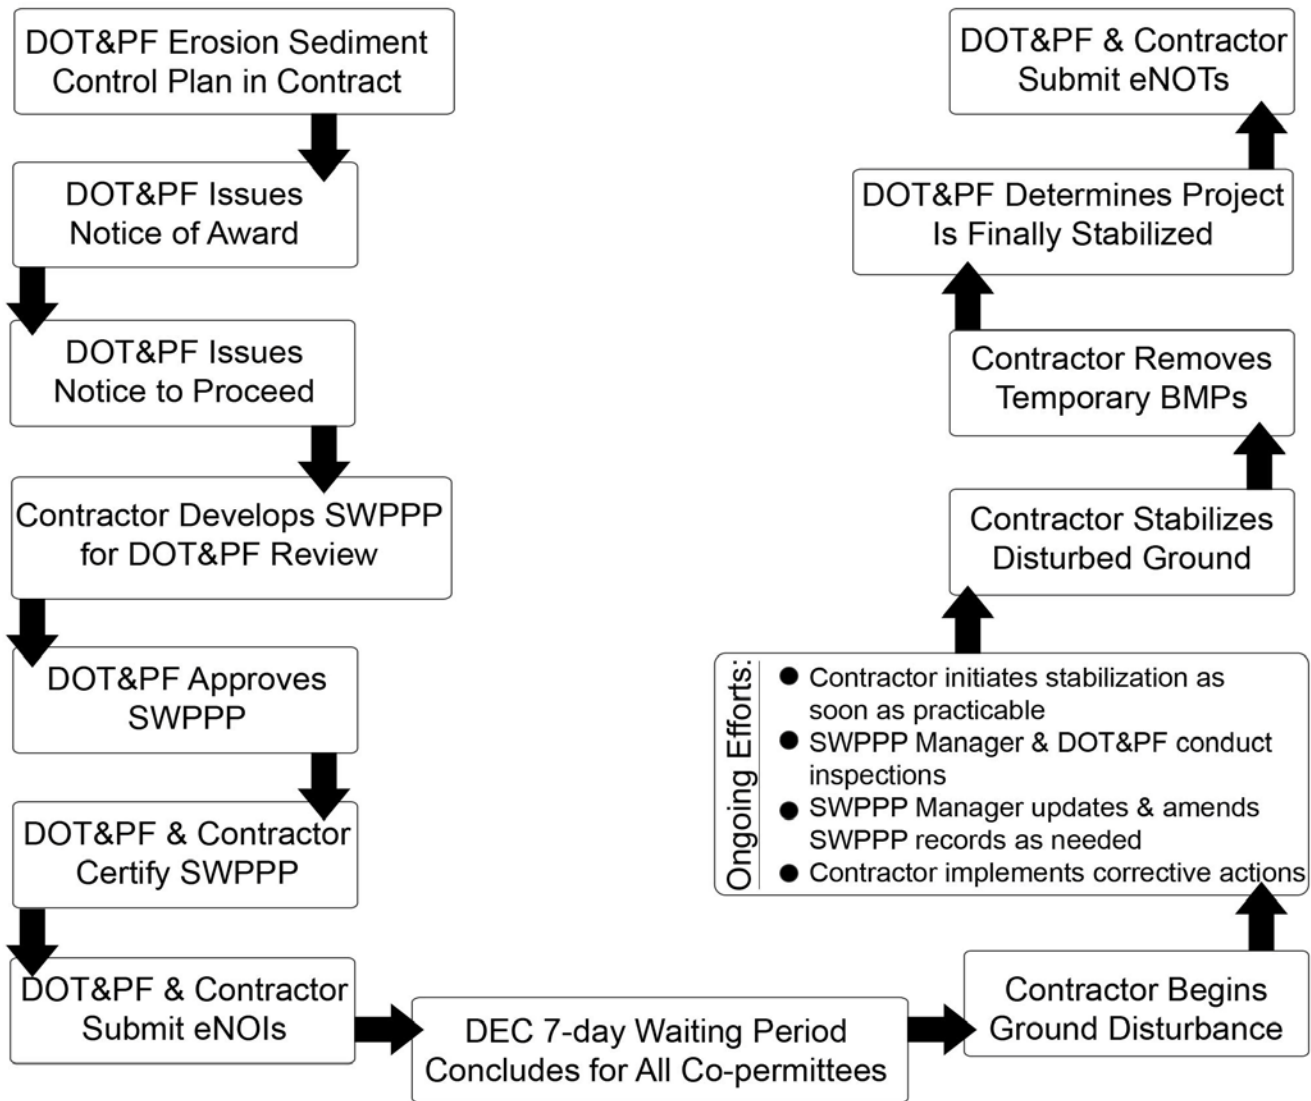 DOT&PF Erosion Sediment
Control Plan in Contract
DOT&PF Issues
Notice of Award
DOT&PF Issues
Notice to Proceed
Contractor Develops SWPPP
for DOT&PF Review
DOT&PF Approves
SWPPP
DOT&PF & Contractor
Certify SWPPP
DOT&PF & Contractor
Submit eNOIs
DEC 7-day Waiting Period
Concludes for All Co-permittees
Contractor Begins
Ground Disturbance
Ongoing Efforts:
● Contractor initiates stabilization as
soon as practicable
● SWPPP Manager & DOT&PF conduct
inspections
● SWPPP Manager updates & amends
SWPPP records as needed
● Contractor implements corrective actions
Contractor Stabilizes
Disturbed Ground
Contractor Removes
Temporary BMPs
DOT&PF Determines Project
Is Finally Stabilized
DOT&PF & Contractor
Submit eNOTs